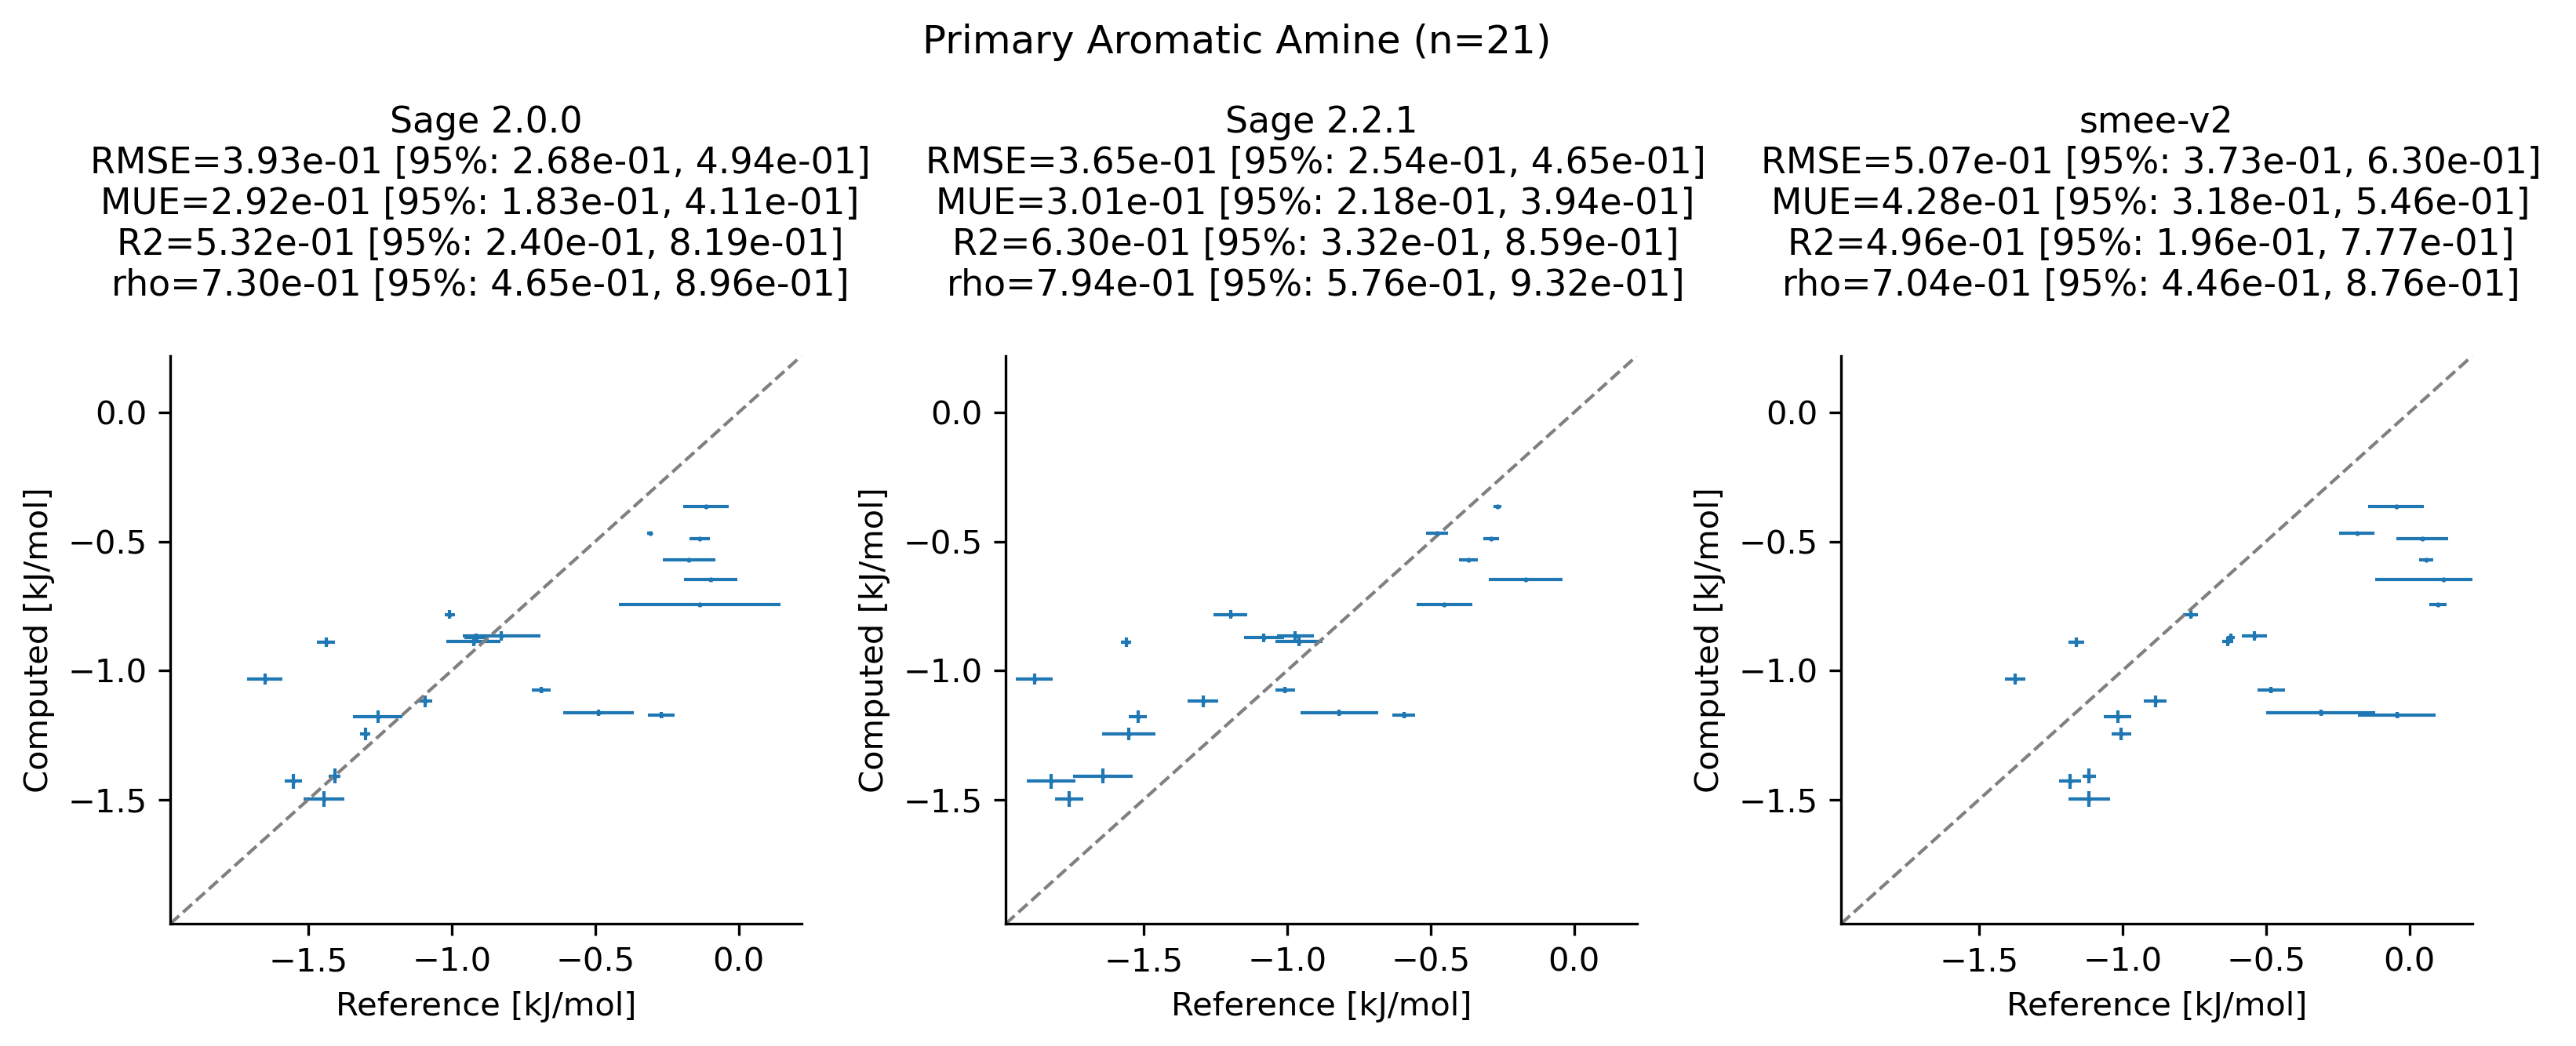 Primary Aromatic Amine (n=21)
Sage 2.0.0
RMSE=3.93e-01 [95%: 2.68e-01, 4.94e-01]
MUE=2.92e-01 [95%: 1.83e-01, 4.11e-01]
R2=5.32e-01 [95%: 2.40e-01, 8.19e-01]
rho=7.30e-01 [95%: 4.65e-01, 8.96e-01]
0.0
−0.5
−1.0
−1.5
Computed [kJ/mol]
−1.5 −1.0 −0.5 0.0
Reference [kJ/mol]
Sage 2.2.1
RMSE=3.65e-01 [95%: 2.54e-01, 4.65e-01]
MUE=3.01e-01 [95%: 2.18e-01, 3.94e-01]
R2=6.30e-01 [95%: 3.32e-01, 8.59e-01]
rho=7.94e-01 [95%: 5.76e-01, 9.32e-01]
0.0
−0.5
−1.0
−1.5
Computed [kJ/mol]
−1.5 −1.0 −0.5 0.0
Reference [kJ/mol]
smee-v2
RMSE=5.07e-01 [95%: 3.73e-01, 6.30e-01]
MUE=4.28e-01 [95%: 3.18e-01, 5.46e-01]
R2=4.96e-01 [95%: 1.96e-01, 7.77e-01]
rho=7.04e-01 [95%: 4.46e-01, 8.76e-01]
0.0
−0.5
−1.0
−1.5
Computed [kJ/mol]
−1.5 −1.0 −0.5 0.0
Reference [kJ/mol]